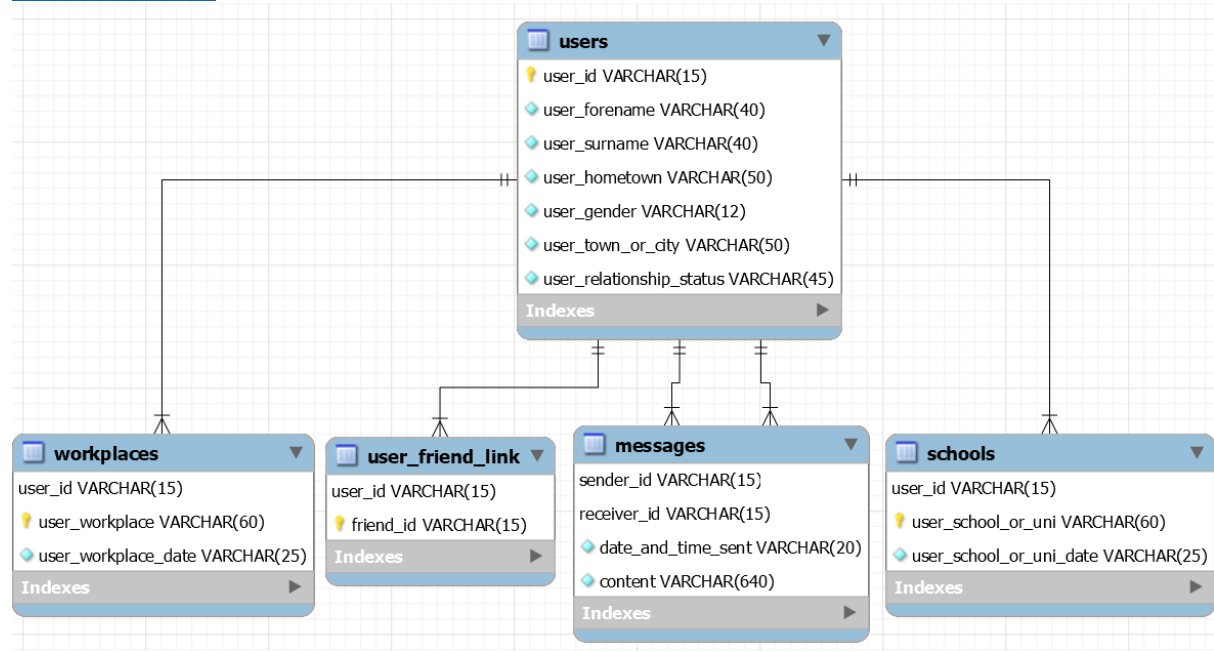 users
user_id VARCHAR(15)
user_forename VARCHAR(40)
user_surname VARCHAR(40)
user_hometown VARCHAR(50)
user_gender VARCHAR(12)
user_town_or_city VARCHAR(50)
user_relationship_status VARCHAR(45)
Indexes
workplaces
user_id VARCHAR(15)
user_workplace VARCHAR(60)
user_workplace_date VARCHAR(25)
Indexes
user_friend_link
user_id VARCHAR(15)
friend_id VARCHAR(15)
Indexes
messages
sender_id VARCHAR(15)
receiver_id VARCHAR(15)
date_and_time_sent VARCHAR(20)
content VARCHAR(640)
Indexes
schools
user_id VARCHAR(15)
user_school_or_uni VARCHAR(60)
user_school_or_uni_date VARCHAR(25)
Indexes